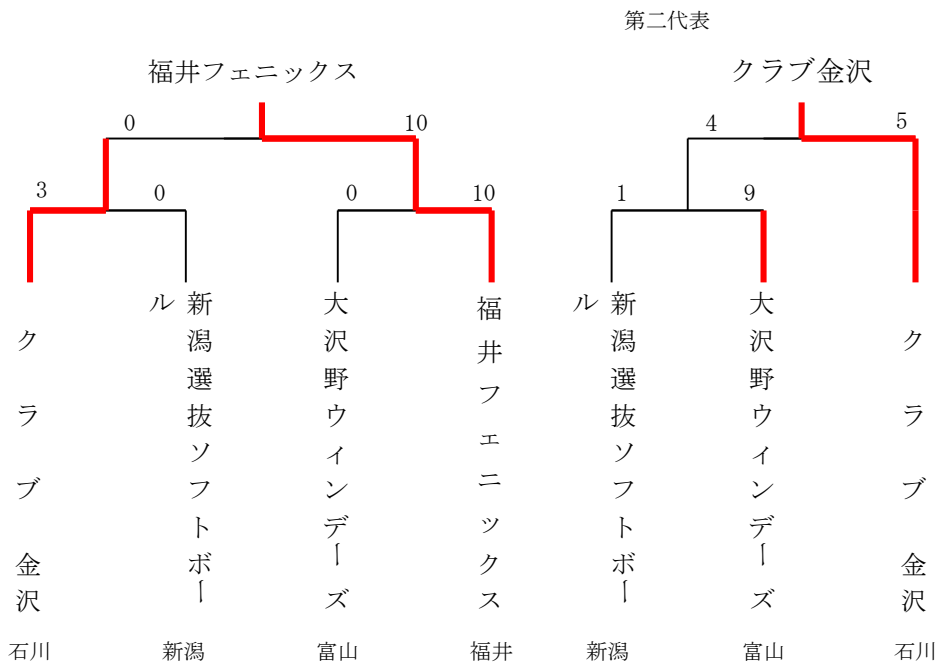 第二代表
福井フェニックス
クラブ金沢
0
10
4
5
3
0
0
10
1
9
クラブ金沢
新潟選抜ソフトボール
大沢野ウィンデーズ
福井フェニックス
新潟選抜ソフトボール
大沢野ウィンデーズ
クラブ金沢
石川
新潟
富山
福井
新潟
富山
石川